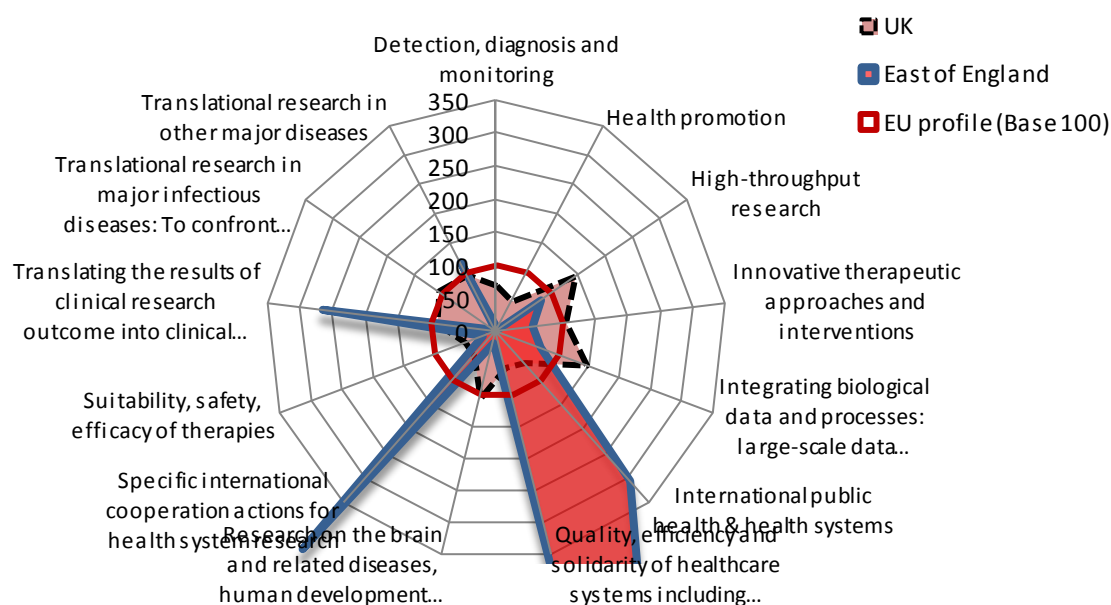 UK
East of England
EU profile (Base 100)
Detection, diagnosis and
monitoring
Health promotion
High-throughput
research
Innovative therapeutic
approaches and
interventions
Integrating biological
data and processes:
large-scale data...
International public
health & health systems
Quality, efficiency and
solidarity of healthcare
systems including...
Research on the brain
and related diseases,
human development...
Specific international
cooperation actions for
health system research
Suitability, safety,
efficacy of therapies
Translating the results of
clinical research
outcome into clinical...
Translational research in
major infectious
diseases: To confront...
Translational research in
other major diseases
350
300
250
200
150
100
50
0